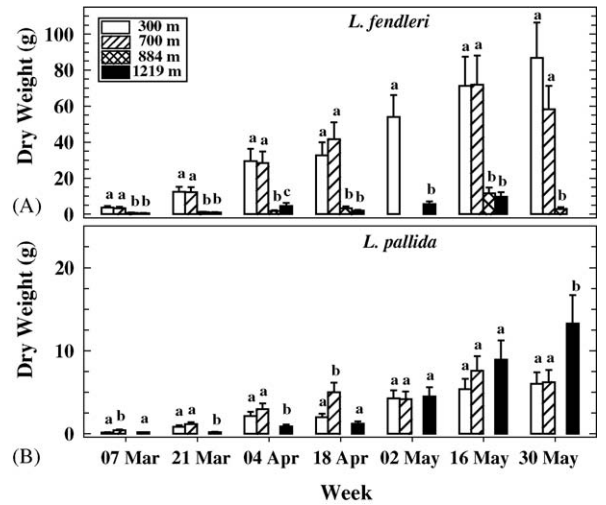 L. fendleri
300 m
700 m
884 m
1219 m
Dry Weight (g)
100
80
60
40
20
0
a a b b
a a b b
a a b c
a a b b
a b
a a b b
a a b
(A)
L. pallida
Dry Weight (g)
20
10
0
a b a
a a b
a a b
a b a
a a a
a a a
a a b
(B)
07 Mar 21 Mar 04 Apr 18 Apr 02 May 16 May 30 May
Week